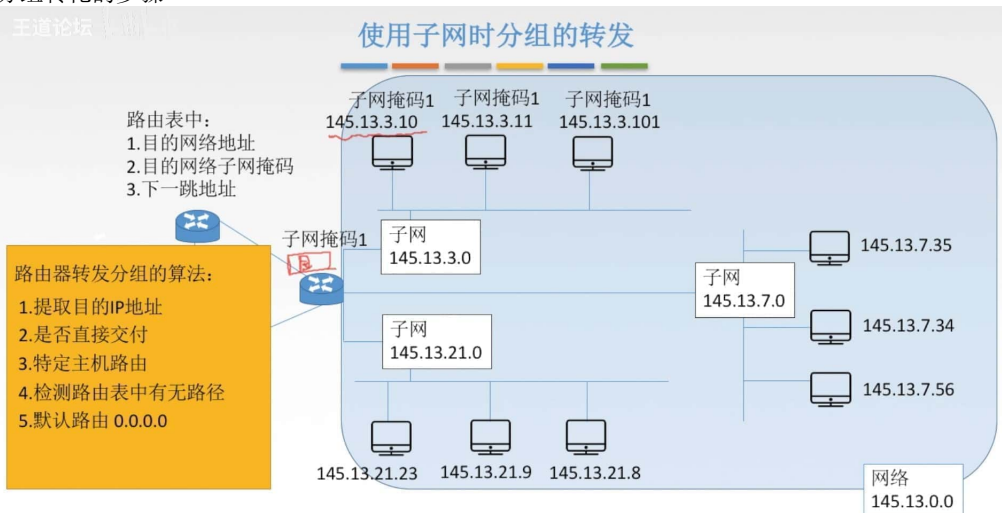 王道论坛
使用子网时分组的转发
子网掩码1 子网掩码1 子网掩码1
145.13.3.10 145.13.3.11 145.13.3.101
路由表中:
1.目的网络地址
2.目的网络子网掩码
3.下一跳地址
子网掩码1
子网
145.13.3.0
路由器转发分组的算法:
1.提取目的IP地址
2.是否直接交付
3.特定主机路由
4.检测路由表中有无路径
5.默认路由 0.0.0.0
子网
145.13.7.0
145.13.7.35
145.13.7.34
145.13.7.56
子网
145.13.21.0
145.13.21.23 145.13.21.9 145.13.21.8
网络
145.13.0.0